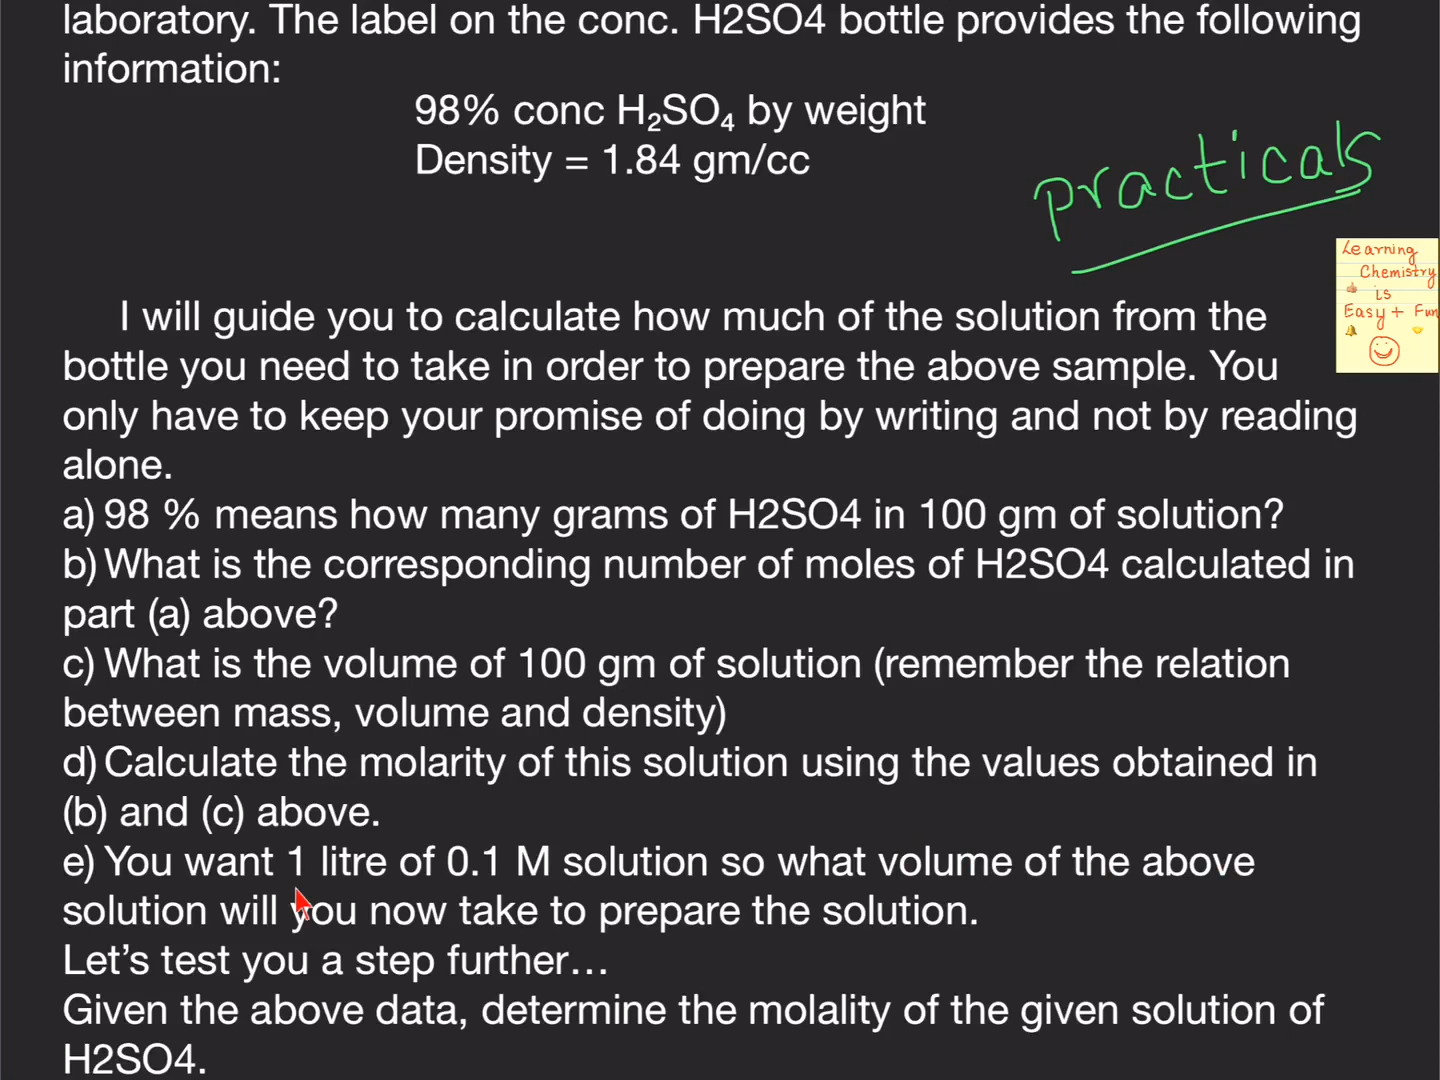 laboratory. The label on the conc. H2SO4 bottle provides the following
information:
98% conc H₂SO₄ by weight
Density = 1.84 gm/cc
practicals
Learning
Chemistry
is
Easy + Fun
I will guide you to calculate how much of the solution from the
bottle you need to take in order to prepare the above sample. You
only have to keep your promise of doing by writing and not by reading
alone.
a) 98 % means how many grams of H2SO4 in 100 gm of solution?
b) What is the corresponding number of moles of H2SO4 calculated in
part (a) above?
c) What is the volume of 100 gm of solution (remember the relation
between mass, volume and density)
d) Calculate the molarity of this solution using the values obtained in
(b) and (c) above.
e) You want 1 litre of 0.1 M solution so what volume of the above
solution will you now take to prepare the solution.
Let’s test you a step further…
Given the above data, determine the molality of the given solution of
H2SO4.